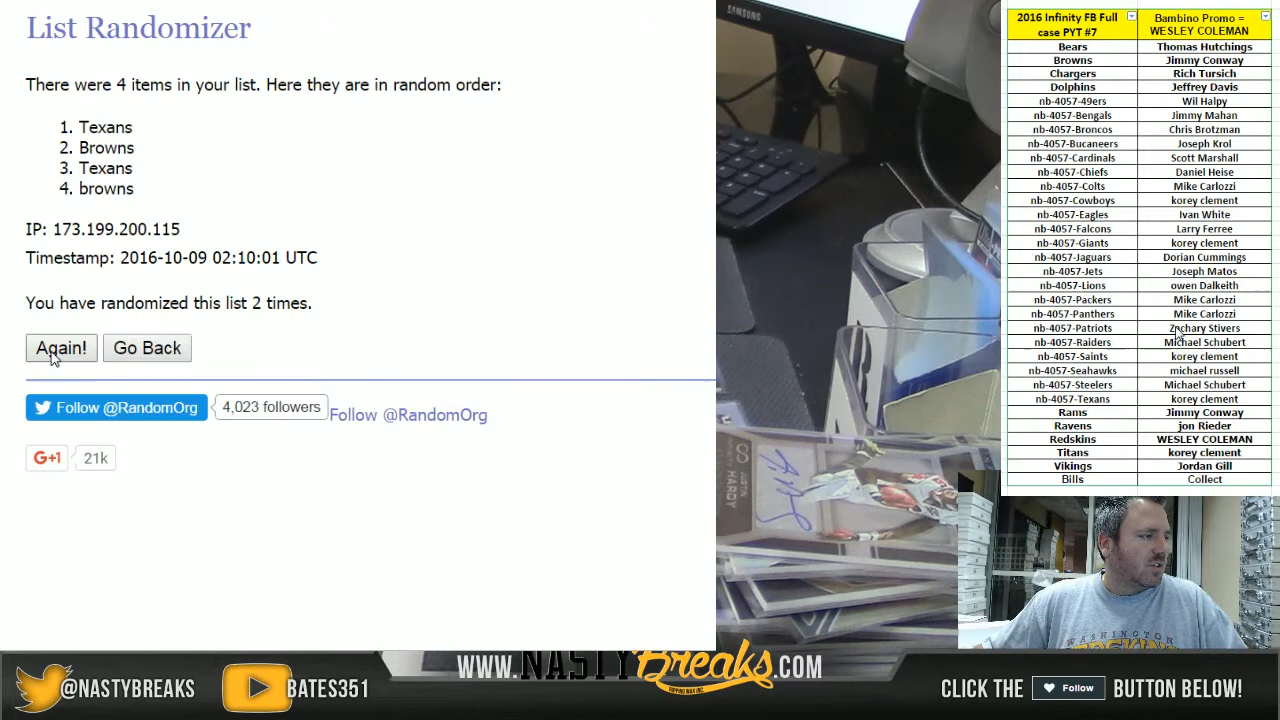 List Randomizer
There were 4 items in your list. Here they are in random order:
1. Texans
2. Browns
3. Texans
4. browns
IP: 173.199.200.115
Timestamp: 2016-10-09 02:10:01 UTC
You have randomized this list 2 times.
Again! Go Back
Follow @RandomOrg 4,023 followers Follow @RandomOrg
G+1 21k
SAMSUNG
JUSTIN HARDY
2016 Infinity FB Full case PYT #7 Bambino Promo = WESLEY COLEMAN
Bears Thomas Hutchings
Browns Jimmy Conway
Chargers Rich Tursich
Dolphins Jeffrey Davis
nb-4057-49ers Wil Halpy
nb-4057-Bengals Jimmy Mahan
nb-4057-Broncos Chris Brotzman
nb-4057-Bucaneers Joseph Krol
nb-4057-Cardinals Scott Marshall
nb-4057-Chiefs Daniel Heise
nb-4057-Colts Mike Carlozzi
nb-4057-Cowboys korey clement
nb-4057-Eagles Ivan White
nb-4057-Falcons Larry Ferree
nb-4057-Giants korey clement
nb-4057-Jaguars Dorian Cummings
nb-4057-Jets Joseph Matos
nb-4057-Lions owen Dalkeith
nb-4057-Packers Mike Carlozzi
nb-4057-Panthers Mike Carlozzi
nb-4057-Patriots Zachary Stivers
nb-4057-Raiders Michael Schubert
nb-4057-Saints korey clement
nb-4057-Seahawks michael russell
nb-4057-Steelers Michael Schubert
nb-4057-Texans korey clement
Rams Jimmy Conway
Ravens jon Rieder
Redskins WESLEY COLEMAN
Titans korey clement
Vikings Jordan Gill
Bills Collect
WASHINGTON
@NASTYBREAKS BATES351 WWW.NASTYBreaks.COM CLICK THE Follow BUTTON BELOW!
RIPPING WAX INC.